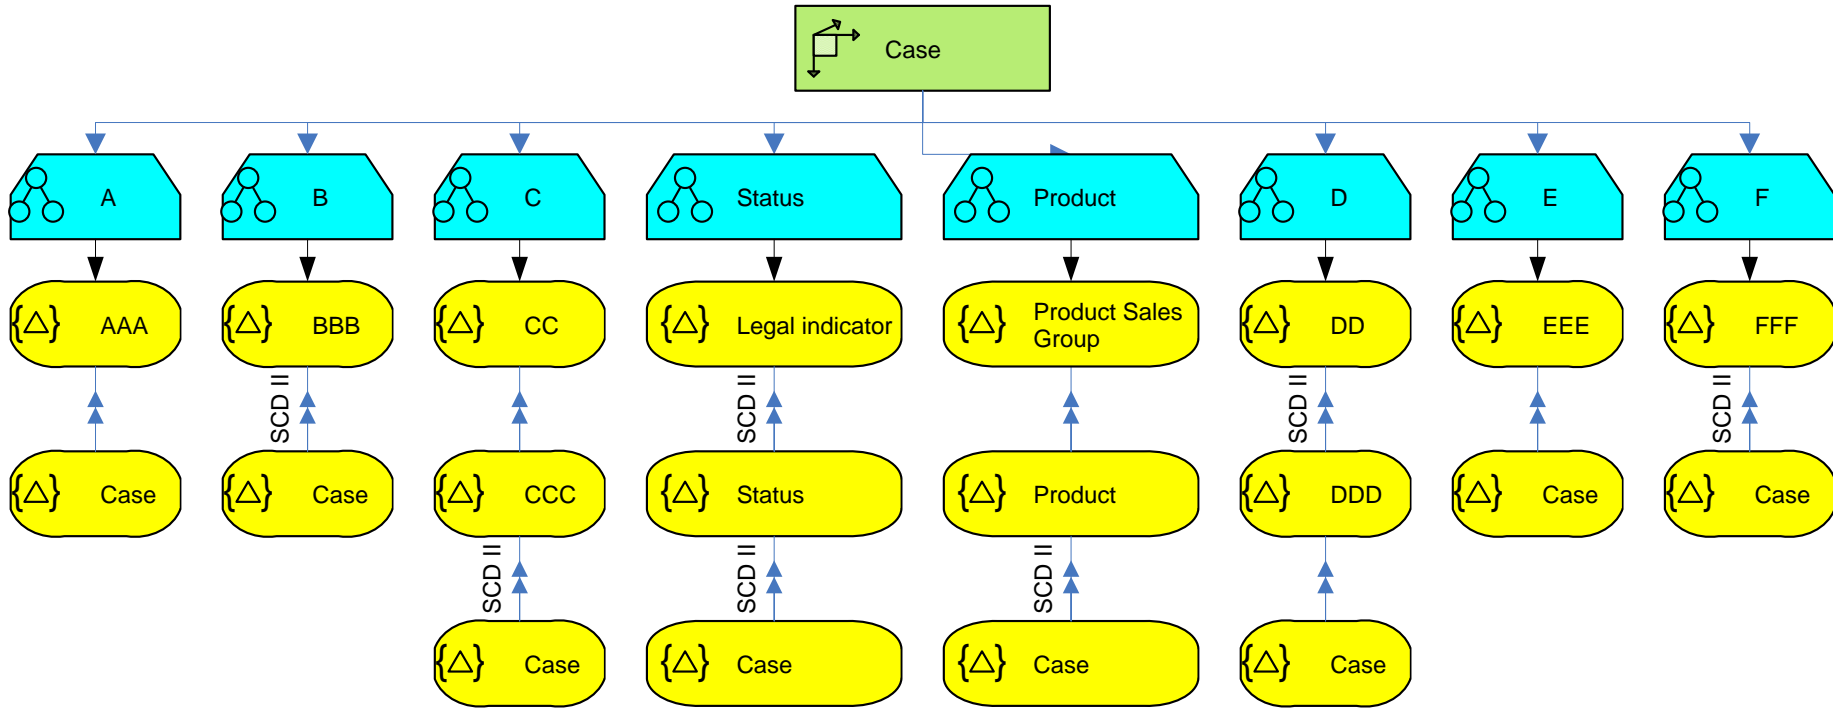 Case
A
B
C
Status
Product
D
E
F
AAA
BBB
CC
Legal indicator
Product Sales
Group
DD
EEE
FFF
SCD II
SCD II
SCD II
SCD II
Case
Case
CCC
Status
Product
DDD
Case
Case
SCD II
SCD II
SCD II
Case
Case
Case
Case